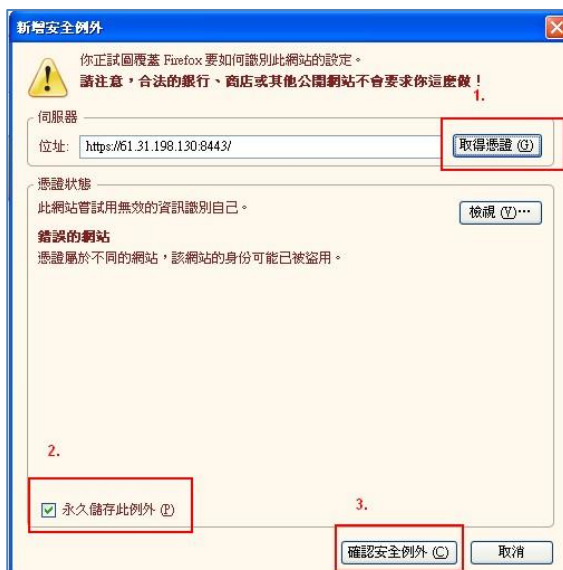 新增安全例外
你正試圖覆蓋 Firefox 要如何識別此網站的設定。
請注意，合法的銀行、商店或其他公開網站不會要求你這麼做！
1.
伺服器
位址: https://61.31.198.130:8443/ 取得憑證 (G)
憑證狀態
此網站嘗試用無效的資訊識別自己。 檢視 (V)…
錯誤的網站
憑證屬於不同的網站，該網站的身份可能已被盜用。
2.
永久儲存此例外 (P)
3.
確認安全例外 (C) 取消